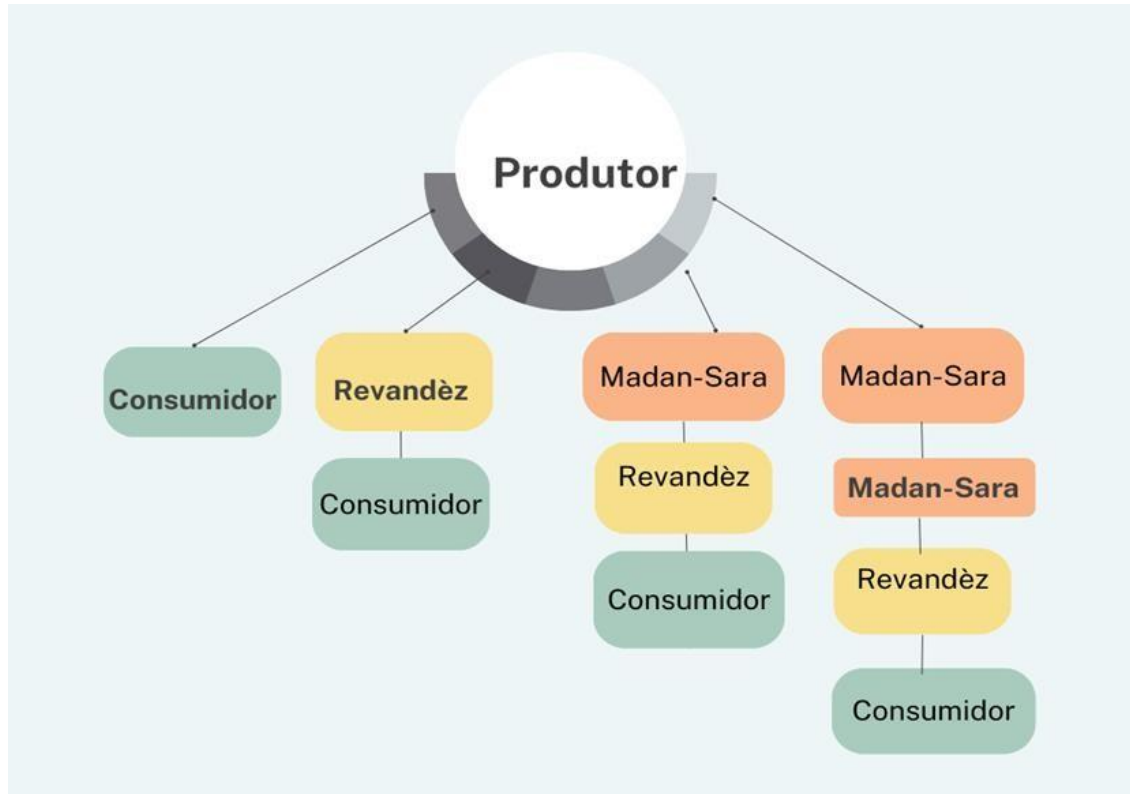 Produtor
Consumidor
Revandèz
Consumidor
Madan-Sara
Revandèz
Consumidor
Madan-Sara
Madan-Sara
Revandèz
Consumidor